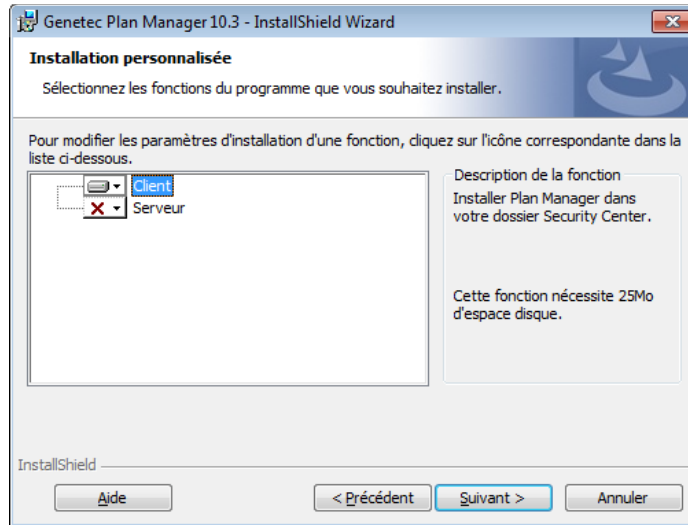 Genetec Plan Manager 10.3 - InstallShield Wizard
Installation personnalisée
Sélectionnez les fonctions du programme que vous souhaitez installer.
Pour modifier les paramètres d'installation d'une fonction, cliquez sur l'icône correspondante dans la
liste ci-dessous.
Client
Serveur
Description de la fonction
Installer Plan Manager dans
votre dossier Security Center.
Cette fonction nécessite 25Mo
d'espace disque.
InstallShield
Aide
< Précédent
Suivant >
Annuler